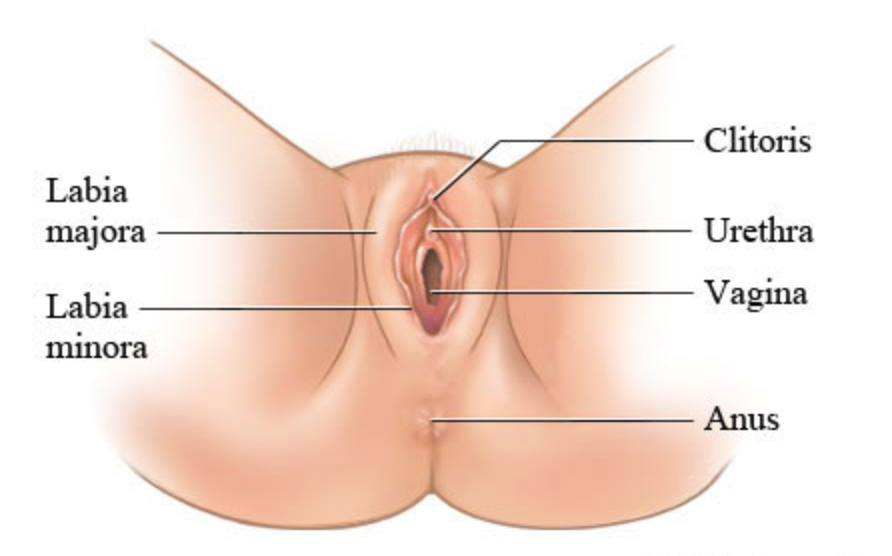 Clitoris
Labia
majora
Urethra
Vagina
Labia
minora
Anus